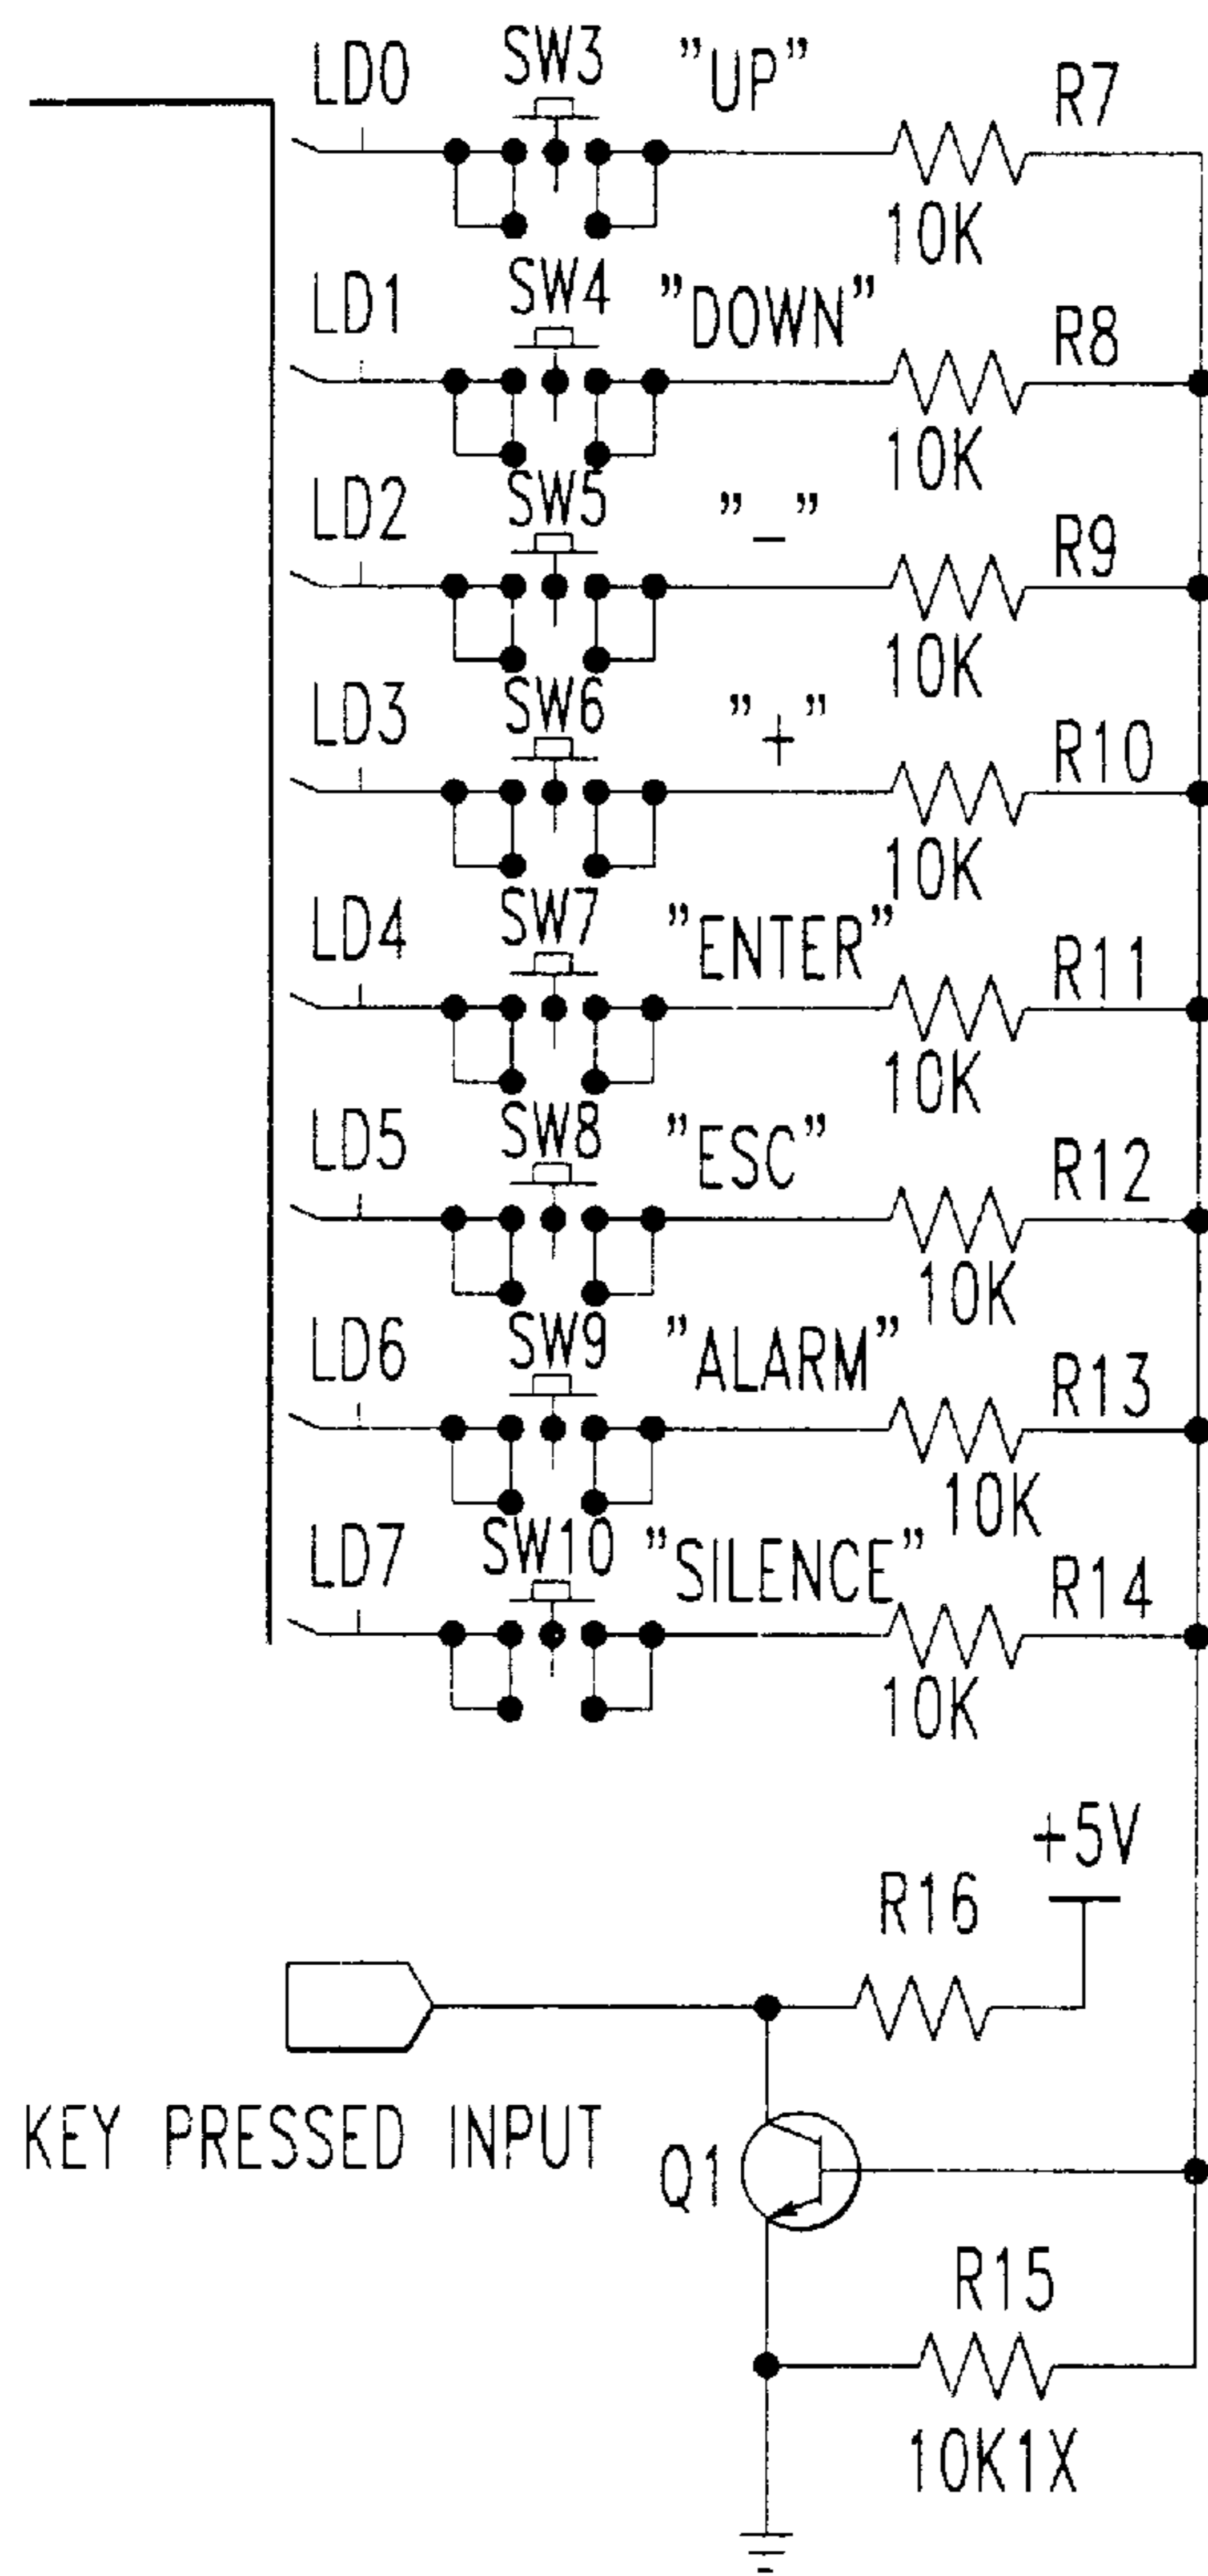 LD0 SW3 "UP" R7
10K
LD1 SW4 "DOWN" R8
10K
LD2 SW5 "-" R9
10K
LD3 SW6 "+" R10
10K
LD4 SW7 "ENTER" R11
10K
LD5 SW8 "ESC" R12
10K
LD6 SW9 "ALARM" R13
10K
LD7 SW10 "SILENCE" R14
10K
+5V
R16
KEY PRESSED INPUT
Q1
R15
10K1X